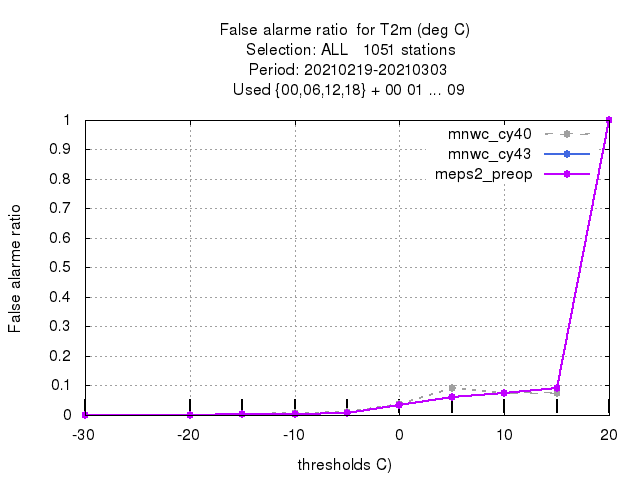 False alarme ratio  for T2m (deg C)
Selection: ALL   1051 stations
Period: 20210219-20210303
Used {00,06,12,18} + 00 01 ... 09
mnwc_cy40
mnwc_cy43
meps2_preop
1
0.9
0.8
0.7
0.6
0.5
0.4
0.3
0.2
0.1
0
False alarme ratio
-30 -20 -10 0 10 20
thresholds C)